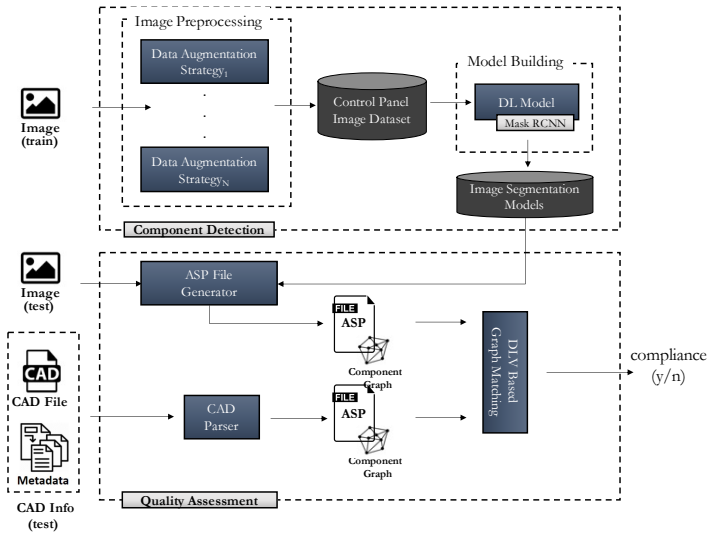 Image Preprocessing
Data Augmentation
Strategy1
.
.
.
Data Augmentation
StrategyN
Image
(train)
Control Panel
Image Dataset
Model Building
DL Model
Mask RCNN
Image Segmentation
Models
Component Detection
Image
(test)
ASP File
Generator
FILE
ASP
Component
Graph
CAD
CAD File
Metadata
CAD Info
(test)
CAD
Parser
FILE
ASP
Component
Graph
DLV Based
Graph Matching
compliance
(y/n)
Quality Assessment